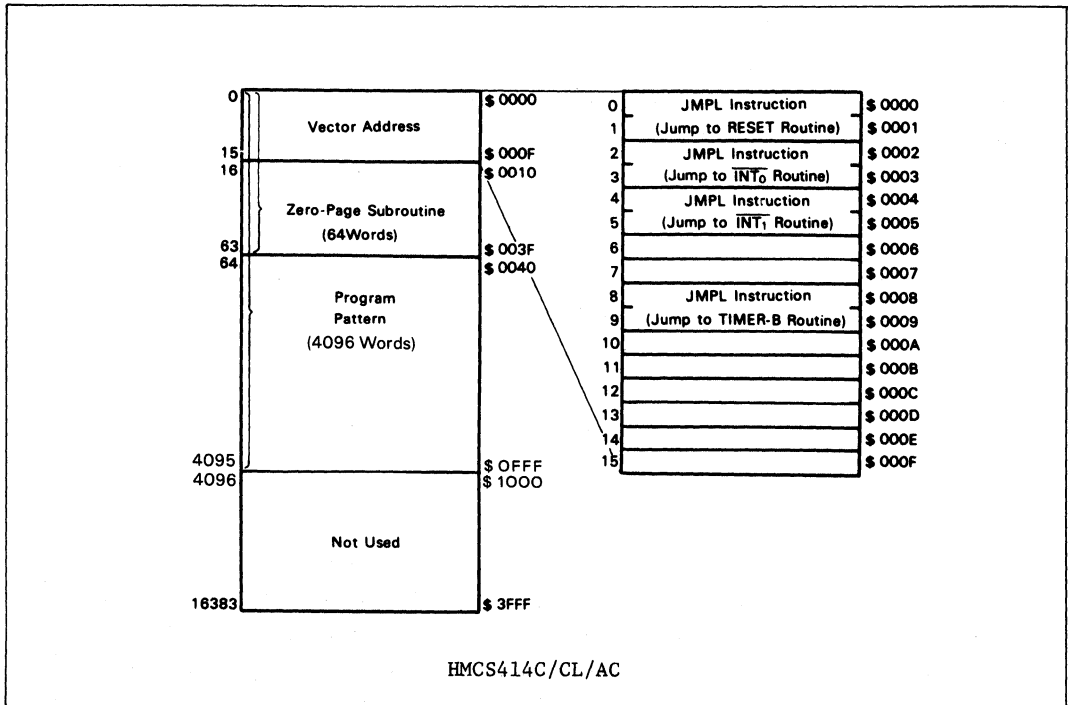 0 $ 0000
Vector Address
15 $ 000F
16 $ 0010
Zero-Page Subroutine
(64Words)
63 $ 003F
64 $ 0040
Program
Pattern
(4096 Words)
4095 $ 0FFF
4096 $ 1000
Not Used
16383 $ 3FFF
0 JMPL Instruction $ 0000
1 (Jump to RESET Routine) $ 0001
2 JMPL Instruction $ 0002
3 (Jump to INT0 Routine) $ 0003
4 JMPL Instruction $ 0004
5 (Jump to INT1 Routine) $ 0005
6 $ 0006
7 $ 0007
8 JMPL Instruction $ 0008
9 (Jump to TIMER-B Routine) $ 0009
10 $ 000A
11 $ 000B
12 $ 000C
13 $ 000D
14 $ 000E
15 $ 000F
HMCS414C/CL/AC